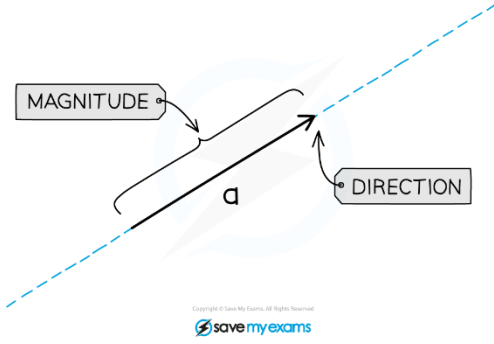 MAGNITUDE
DIRECTION
a
Copyright © Save My Exams. All Rights Reserved
save my exams